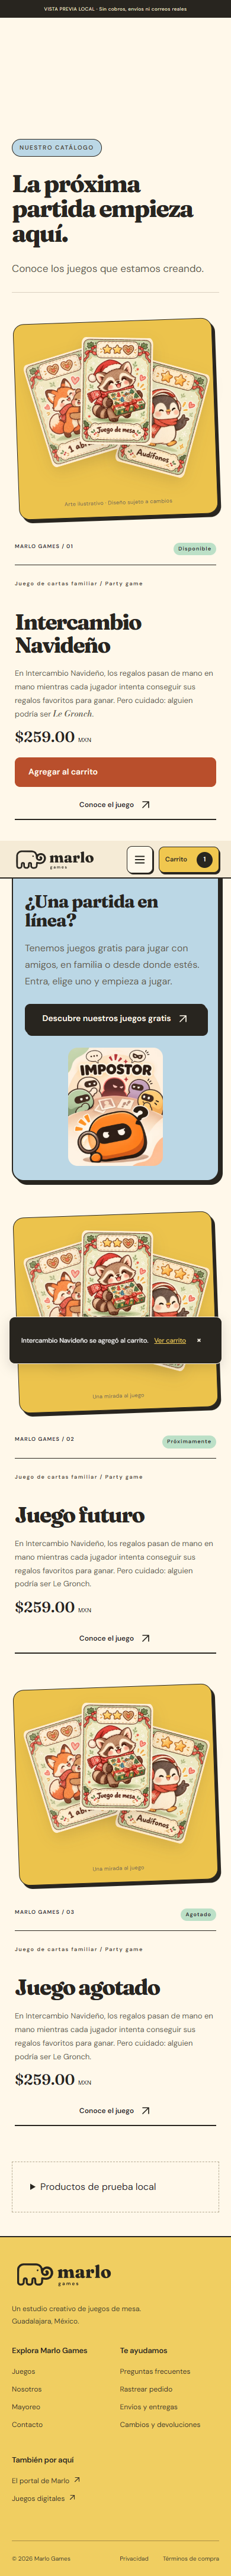 VISTA PREVIA LOCAL · Sin cobros, envíos ni correos reales
NUESTRO CATÁLOGO
La próxima
partida empieza
aquí.
Conoce los juegos que estamos creando.
Juego de mesa
1 abr
Audífonos
Arte ilustrativo · Diseño sujeto a cambios
MARLO GAMES / 01
Disponible
Juego de cartas familiar / Party game
Intercambio
Navideño
En Intercambio Navideño, los regalos pasan de mano en
mano mientras cada jugador intenta conseguir sus
regalos favoritos para ganar. Pero cuidado: alguien
podría ser Le Gronch.
$259.00 MXN
Agregar al carrito
Conoce el juego
marlo
games
Carrito 1
¿Una partida en
línea?
Tenemos juegos gratis para jugar con
amigos, en familia o desde donde estés.
Entra, elige uno y empieza a jugar.
Descubre nuestros juegos gratis
IMPOSTOR
Intercambio Navideño se agregó al carrito. Ver carrito ×
Una mirada al juego
MARLO GAMES / 02
Próximamente
Juego de cartas familiar / Party game
Juego futuro
En Intercambio Navideño, los regalos pasan de mano en
mano mientras cada jugador intenta conseguir sus
regalos favoritos para ganar. Pero cuidado: alguien
podría ser Le Gronch.
$259.00 MXN
Conoce el juego
Juego de mesa
1 abr
Audífonos
Una mirada al juego
MARLO GAMES / 03
Agotado
Juego de cartas familiar / Party game
Juego agotado
En Intercambio Navideño, los regalos pasan de mano en
mano mientras cada jugador intenta conseguir sus
regalos favoritos para ganar. Pero cuidado: alguien
podría ser Le Gronch.
$259.00 MXN
Conoce el juego
Productos de prueba local
marlo
games
Un estudio creativo de juegos de mesa.
Guadalajara, México.
Explora Marlo Games
Juegos
Nosotros
Mayoreo
Contacto
Te ayudamos
Preguntas frecuentes
Rastrear pedido
Envíos y entregas
Cambios y devoluciones
También por aquí
El portal de Marlo
Juegos digitales
© 2026 Marlo Games
Privacidad
Términos de compra